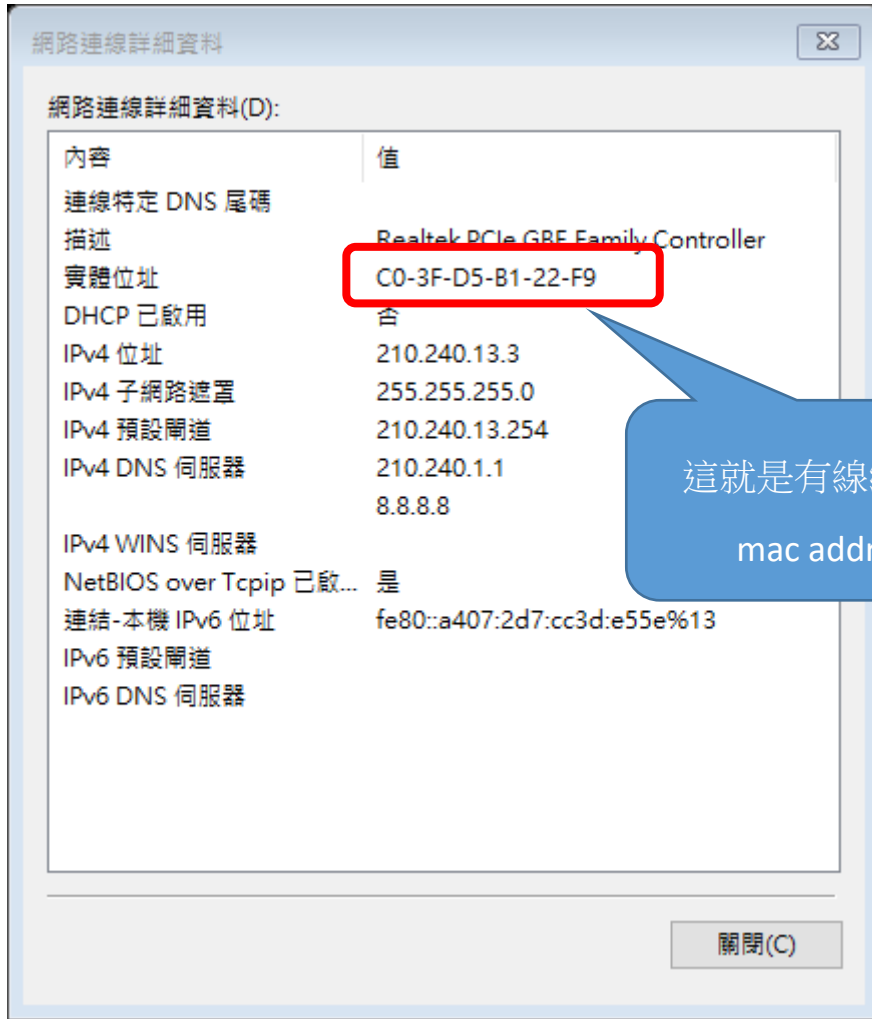 網路連線詳細資料
網路連線詳細資料(D):
內容 值
連線特定 DNS 尾碼
描述 Realtek PCIe GBE Family Controller
實體位址 C0-3F-D5-B1-22-F9
DHCP 已啟用 否
IPv4 位址 210.240.13.3
IPv4 子網路遮罩 255.255.255.0
IPv4 預設閘道 210.240.13.254
IPv4 DNS 伺服器 210.240.1.1
8.8.8.8
IPv4 WINS 伺服器
NetBIOS over Tcpip 已啟... 是
連結-本機 IPv6 位址 fe80::a407:2d7:cc3d:e55e%13
IPv6 預設閘道
IPv6 DNS 伺服器
這就是有線
mac addr
關閉(C)